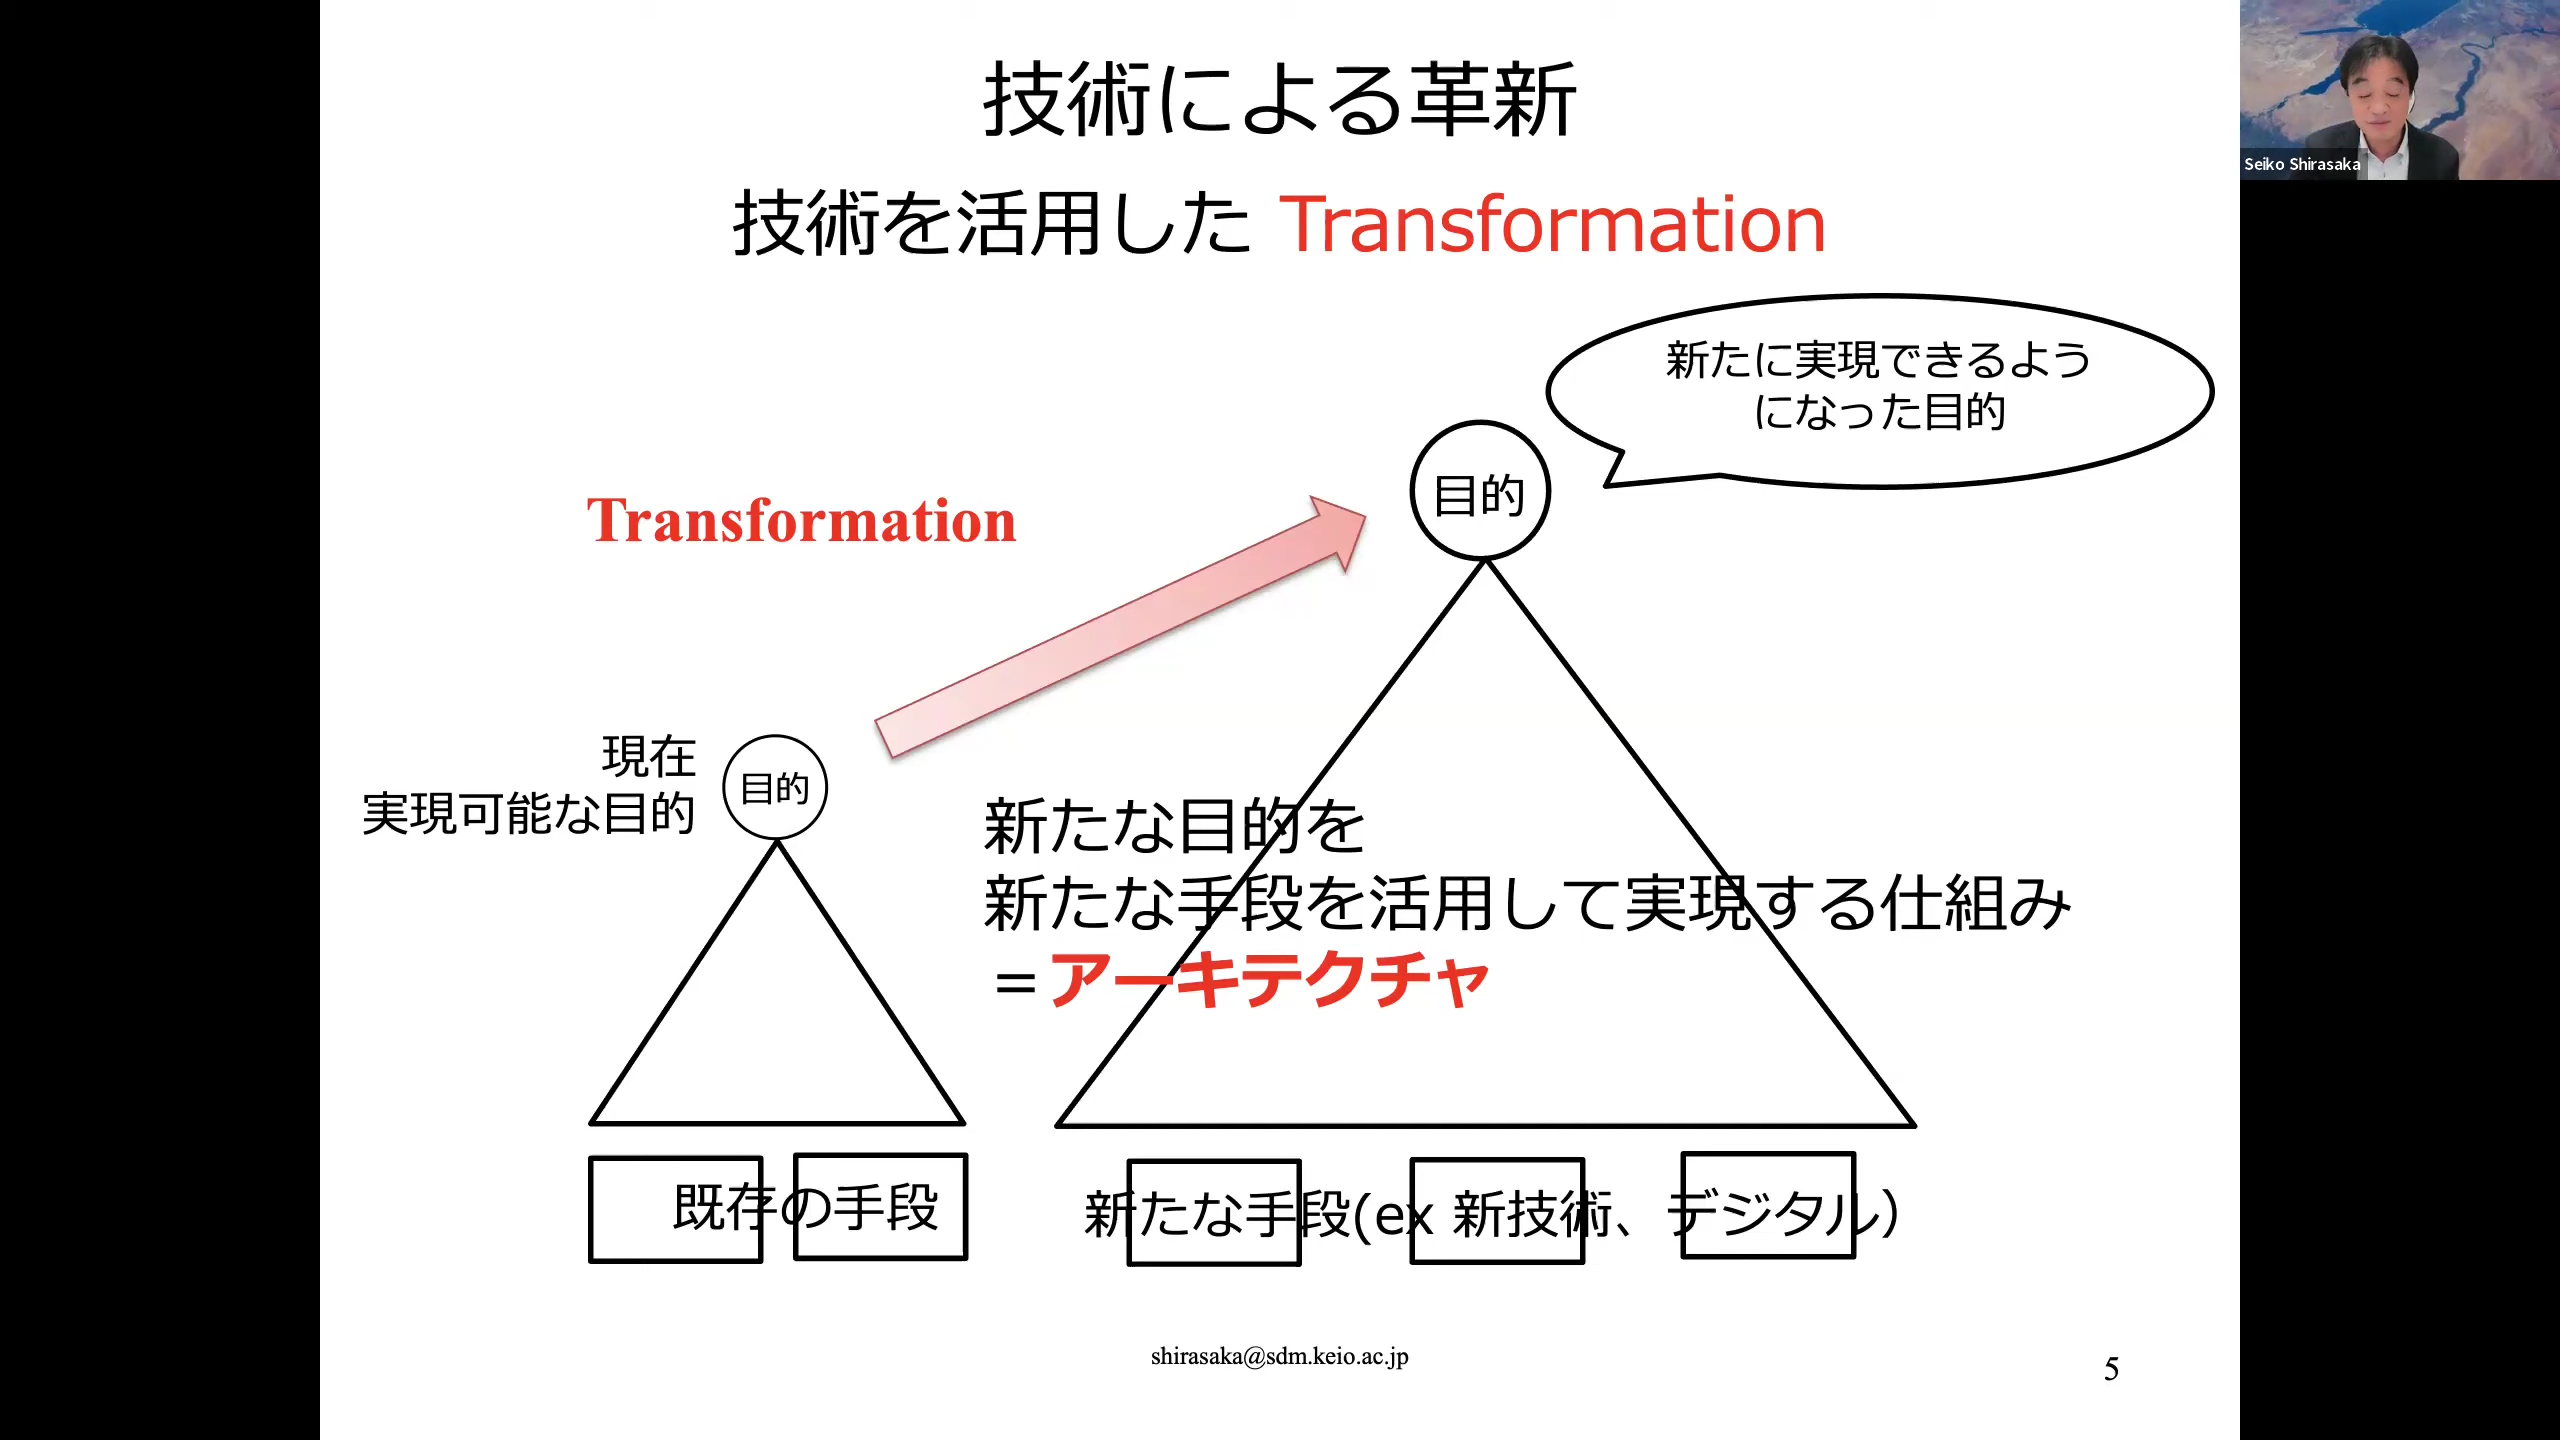 技術による革新
技術を活用した Transformation
新たに実現できるよう
になった目的
目的
Transformation
現在
実現可能な目的
目的
新たな目的を
新たな手段を活用して実現する仕組み
＝アーキテクチャ
既存の手段
新たな手段(ex 新技術、デジタル)
shirasaka@sdm.keio.ac.jp
5
Seiko Shirasaka